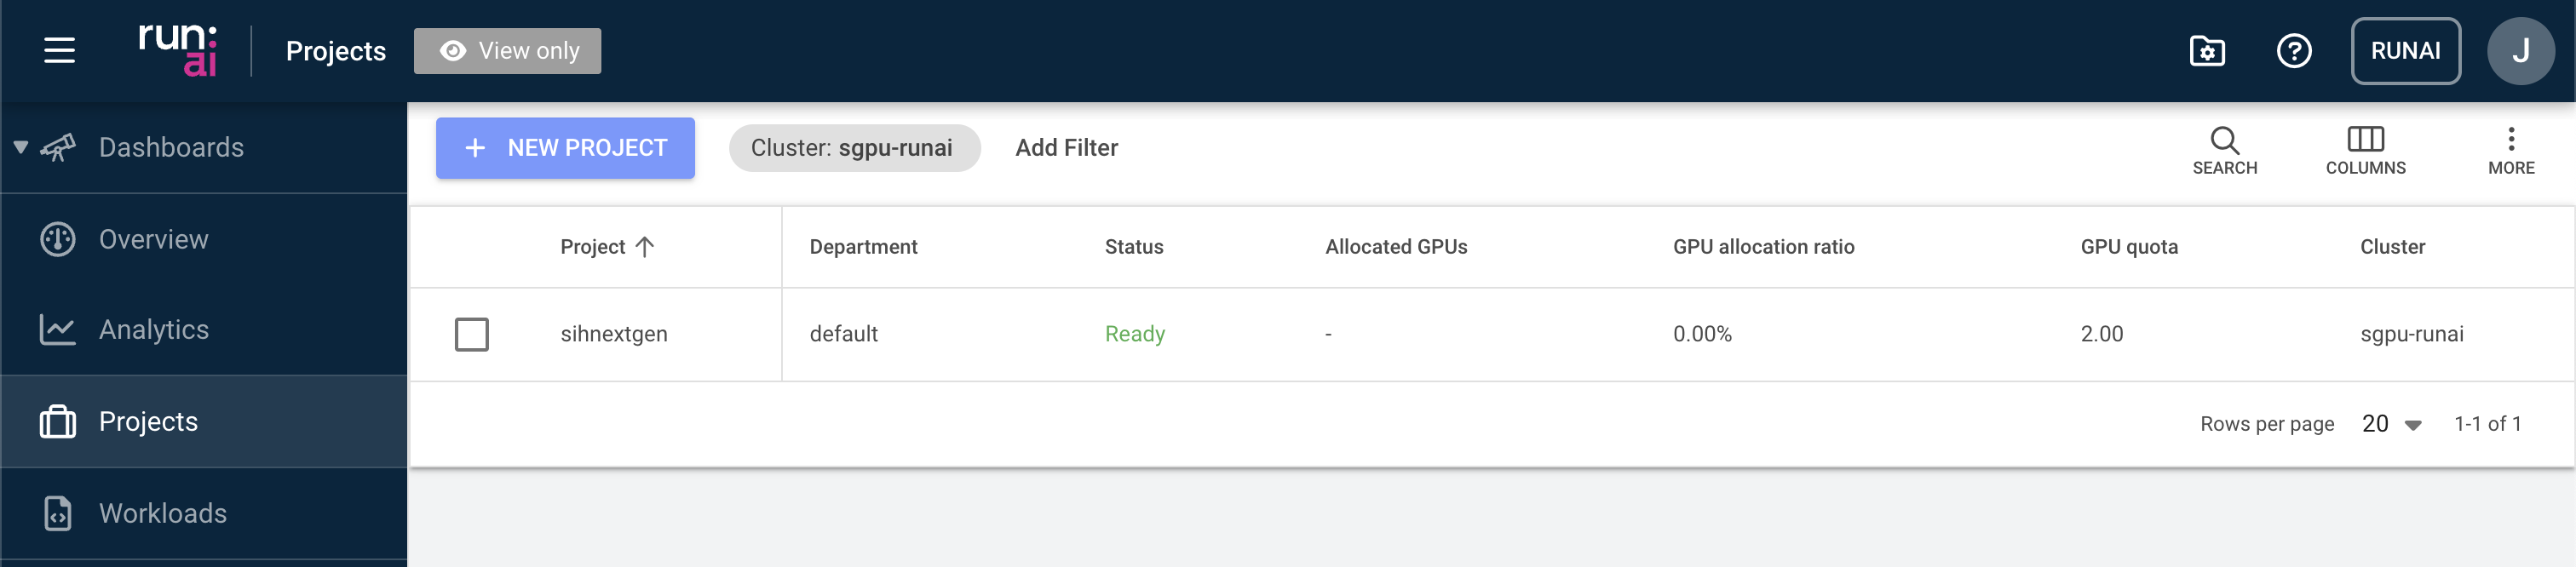 run:
ai
Projects
View only
RUNAI
J
Dashboards
Overview
Analytics
Projects
Workloads
+ NEW PROJECT
Cluster: sgpu-runai
Add Filter
SEARCH
COLUMNS
MORE
Project Department Status Allocated GPUs GPU allocation ratio GPU quota Cluster
sihnextgen default Ready - 0.00% 2.00 sgpu-runai
Rows per page 20 1-1 of 1